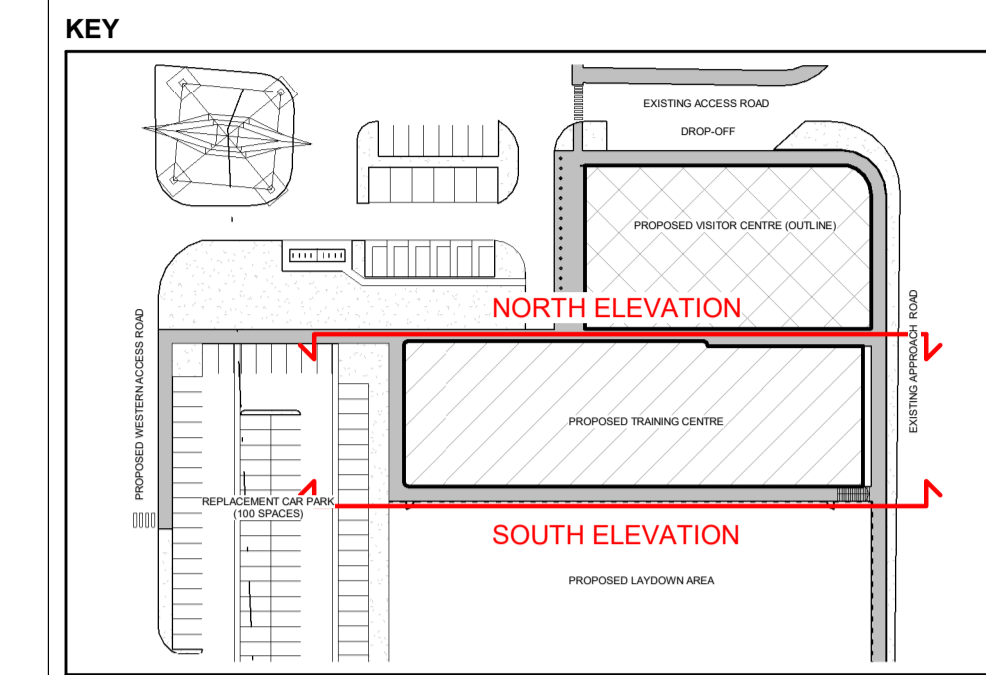 KEY
EXISTING ACCESS ROAD
DROP-OFF
PROPOSED VISITOR CENTRE (OUTLINE)
NORTH ELEVATION
PROPOSED WESTERN ACCESS ROAD
EXISTING APPROACH ROAD
PROPOSED TRAINING CENTRE
REPLACEMENT CAR PARK
(100 SPACES)
SOUTH ELEVATION
PROPOSED LAYDOWN AREA